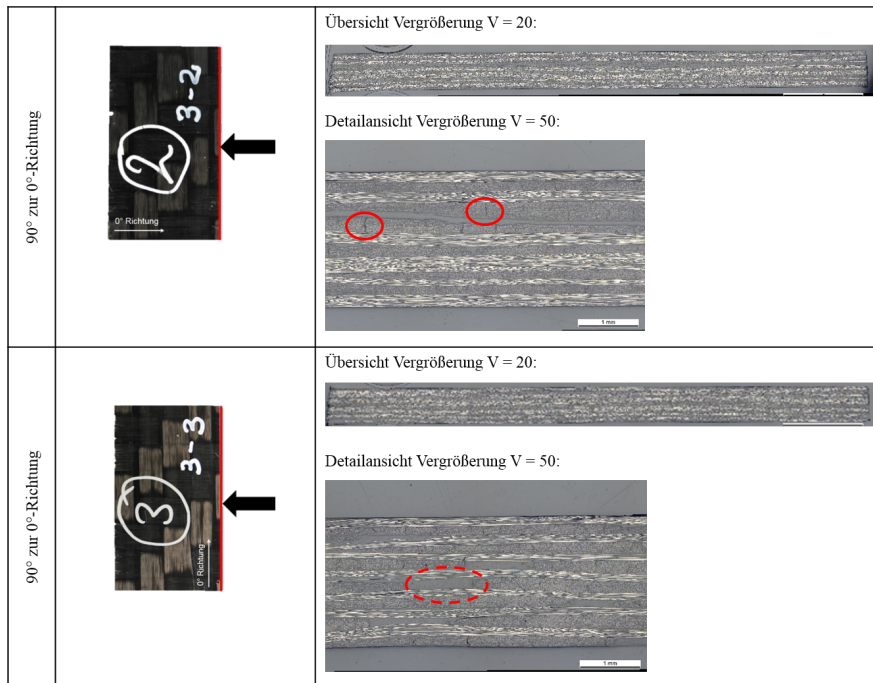 90° zur 0°-Richtung
3-2
2
0° Richtung
Übersicht Vergrößerung V = 20:
Detailansicht Vergrößerung V = 50:
1 mm
90° zur 0°-Richtung
3-3
3
0° Richtung
Übersicht Vergrößerung V = 20:
Detailansicht Vergrößerung V = 50:
1 mm